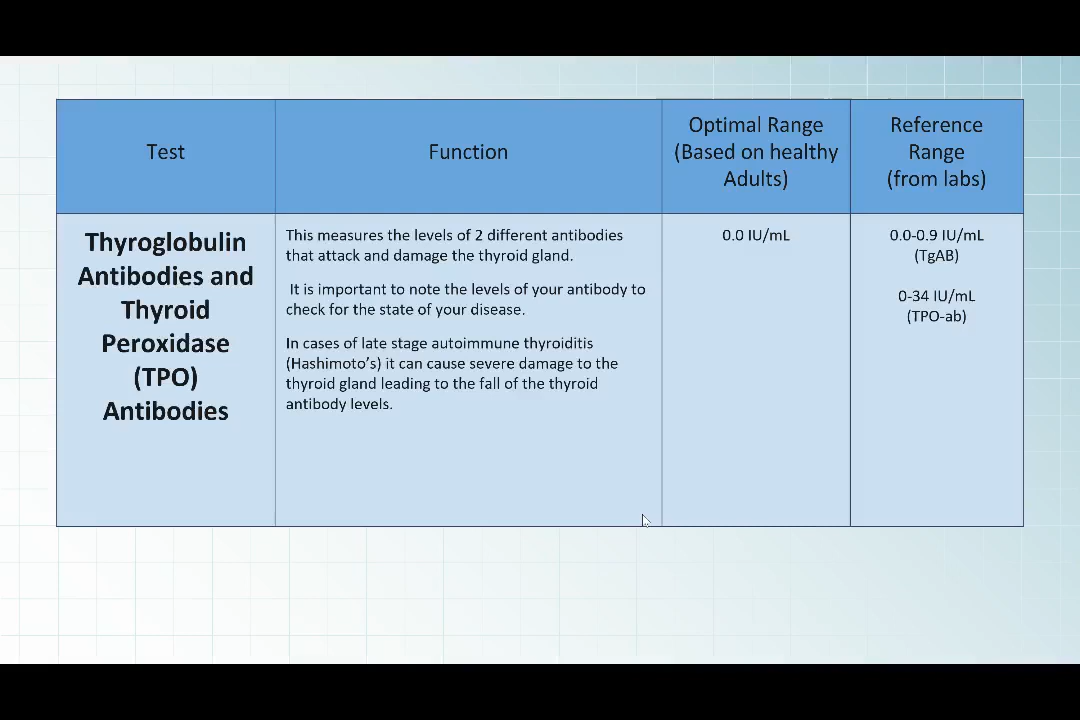 Test
Function
Optimal Range
(Based on healthy
Adults)
Reference
Range
(from labs)
Thyroglobulin
Antibodies and
Thyroid
Peroxidase
(TPO)
Antibodies
This measures the levels of 2 different antibodies
that attack and damage the thyroid gland.
It is important to note the levels of your antibody to
check for the state of your disease.
In cases of late stage autoimmune thyroiditis
(Hashimoto’s) it can cause severe damage to the
thyroid gland leading to the fall of the thyroid
antibody levels.
0.0 IU/mL
0.0-0.9 IU/mL
(TgAB)
0-34 IU/mL
(TPO-ab)